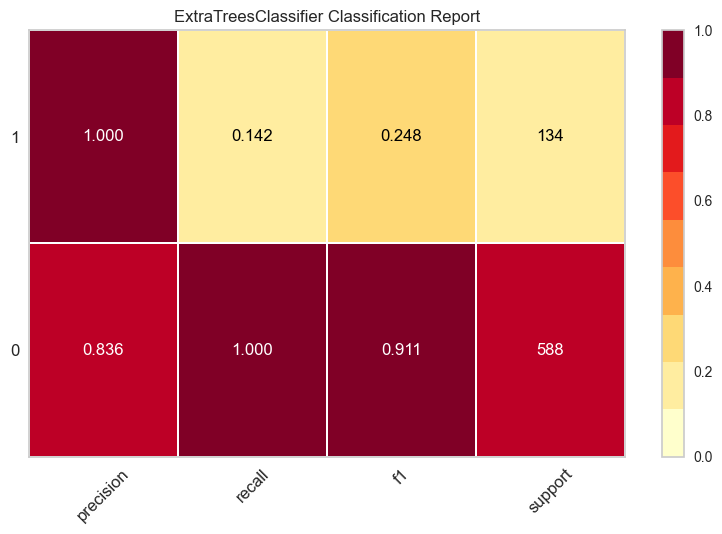 ExtraTreesClassifier Classification Report
1 1.000 0.142 0.248 134
0 0.836 1.000 0.911 588
precision recall f1 support
1.0
0.8
0.6
0.4
0.2
0.0